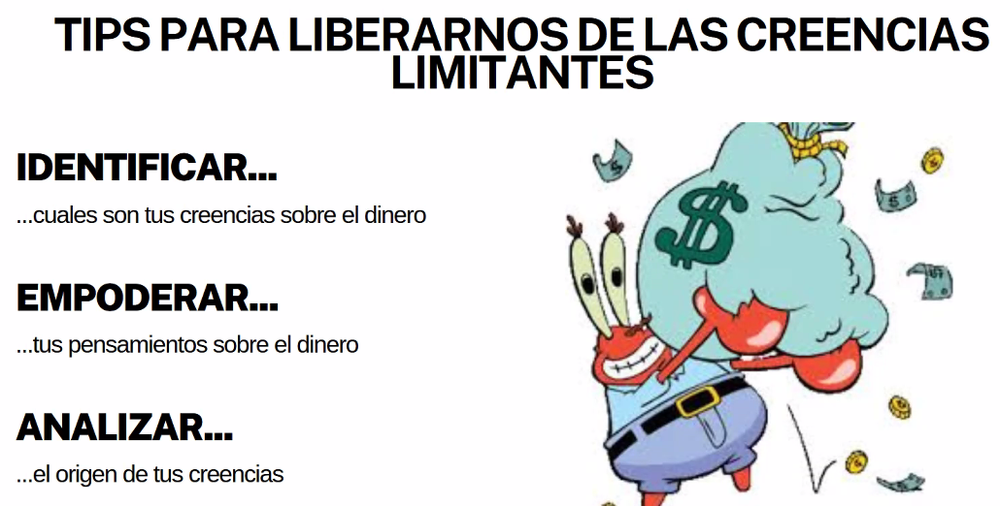 TIPS PARA LIBERARNOS DE LAS CREENCIAS
LIMITANTES
IDENTIFICAR...
...cuales son tus creencias sobre el dinero
EMPODERAR...
...tus pensamientos sobre el dinero
ANALIZAR...
...el origen de tus creencias
$